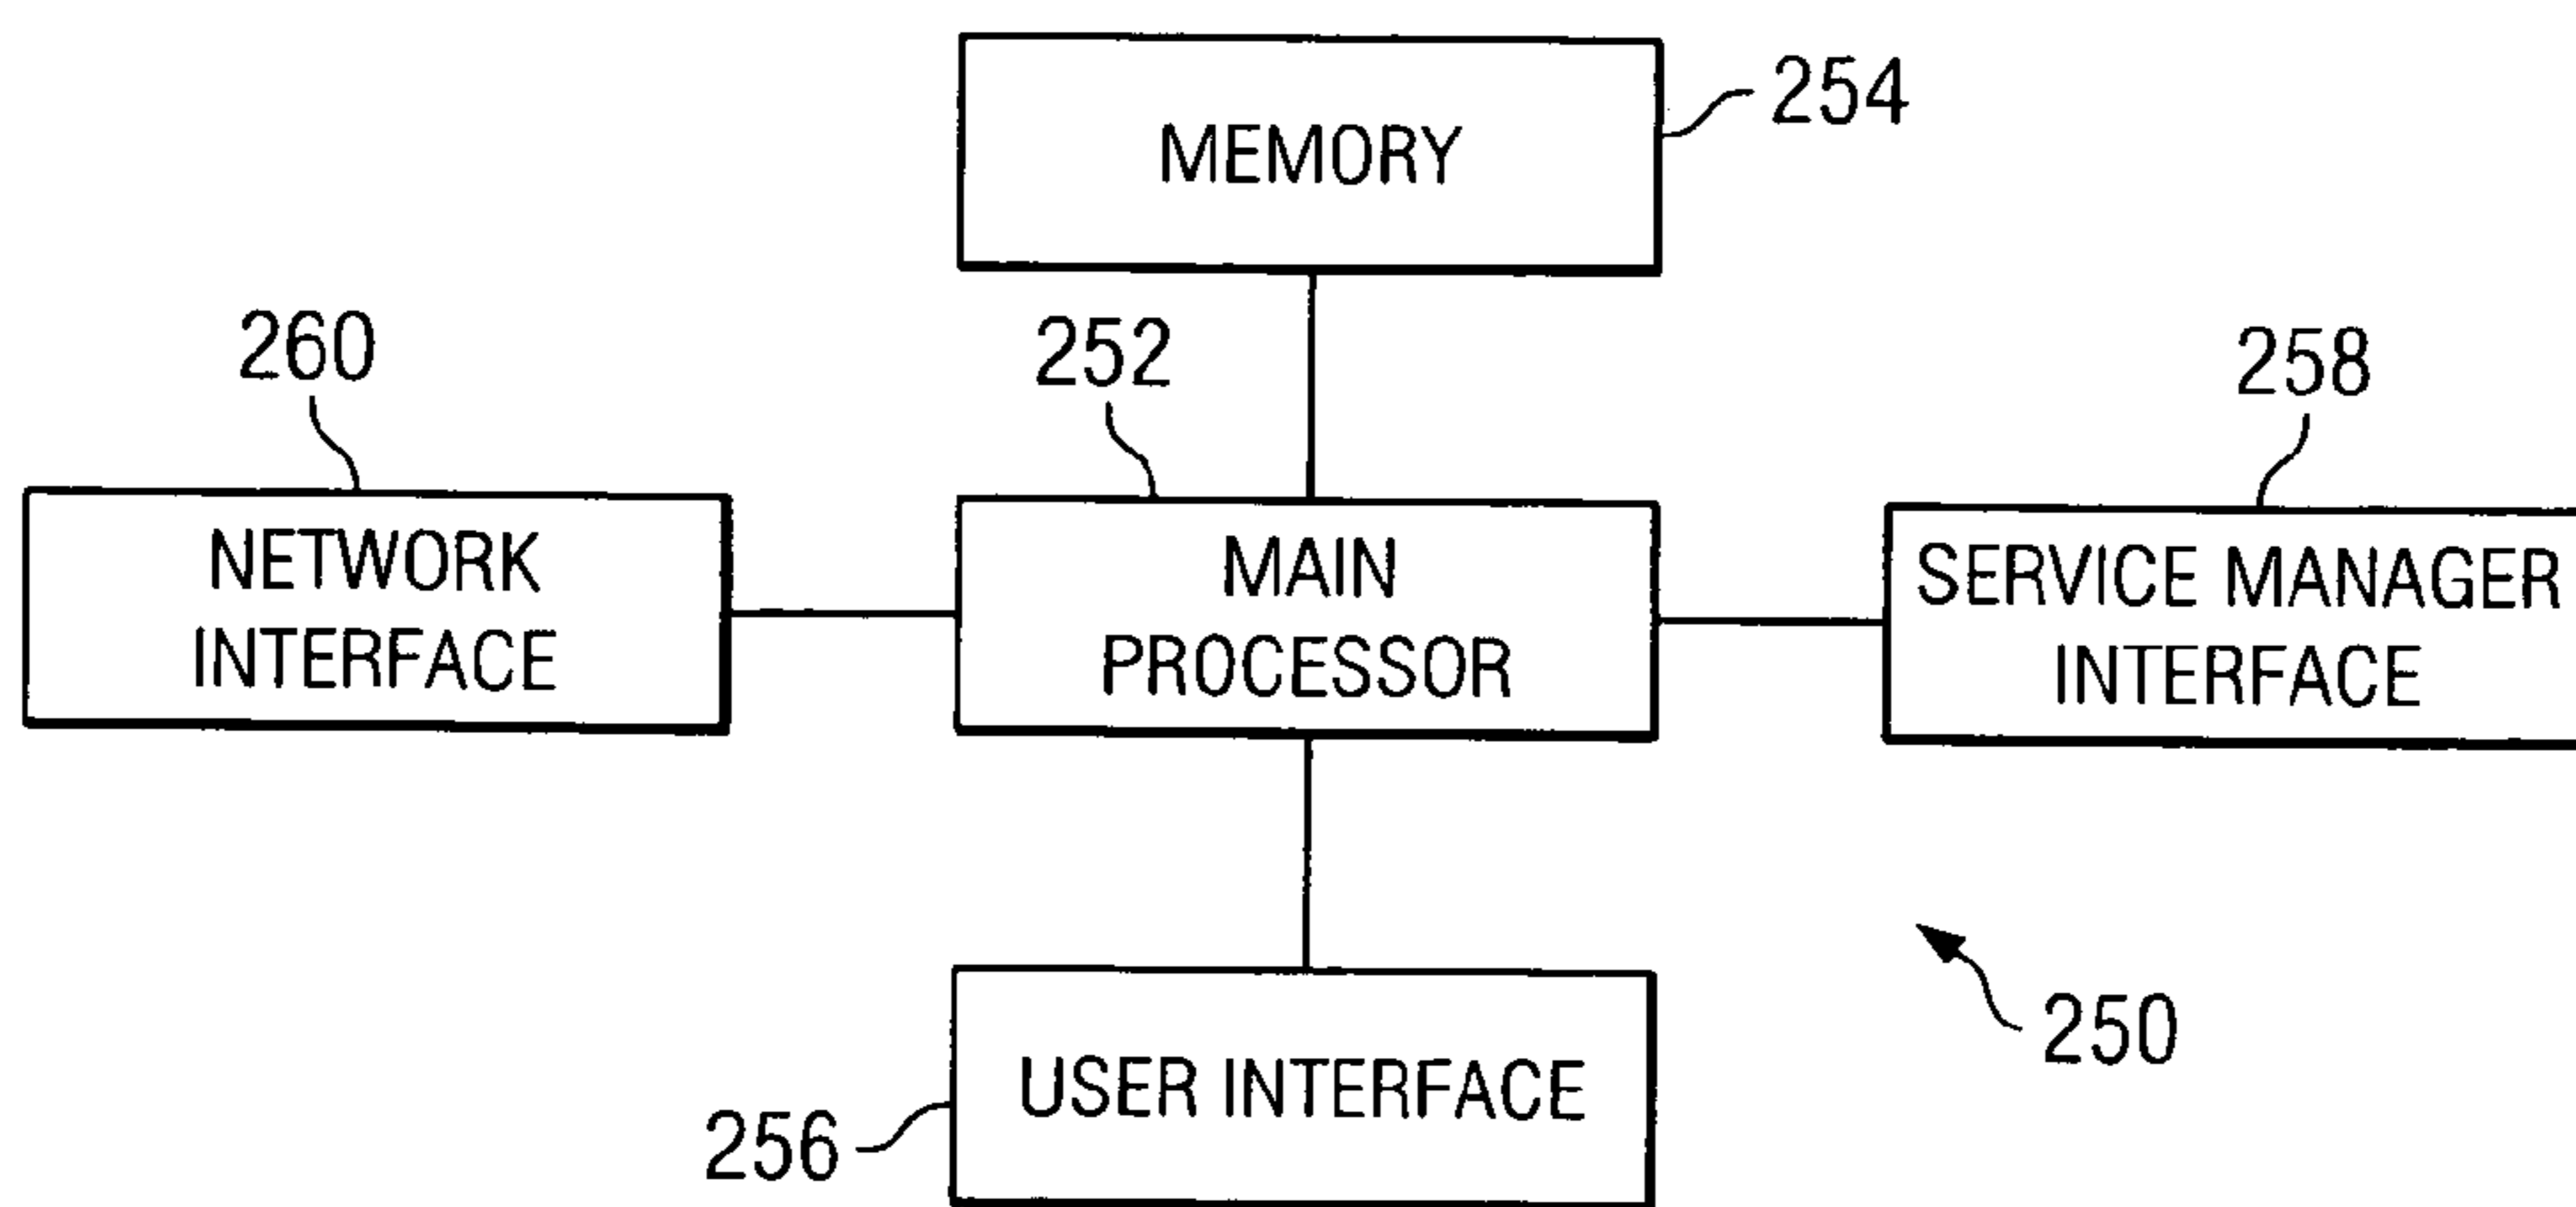 MEMORY
254
260
252
258
NETWORK
INTERFACE
MAIN
PROCESSOR
SERVICE MANAGER
INTERFACE
USER INTERFACE
256
250